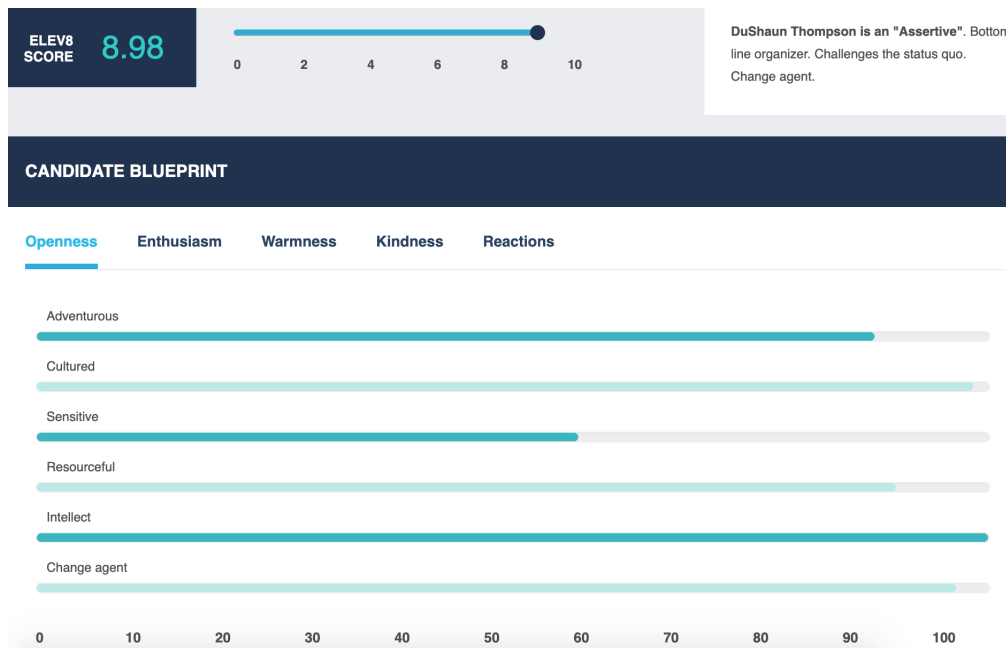 ELEV8
SCORE
8.98
0 2 4 6 8 10
DuShaun Thompson is an "Assertive". Bottom
line organizer. Challenges the status quo.
Change agent.
CANDIDATE BLUEPRINT
Openness Enthusiasm Warmness Kindness Reactions
Adventurous
Cultured
Sensitive
Resourceful
Intellect
Change agent
0 10 20 30 40 50 60 70 80 90 100